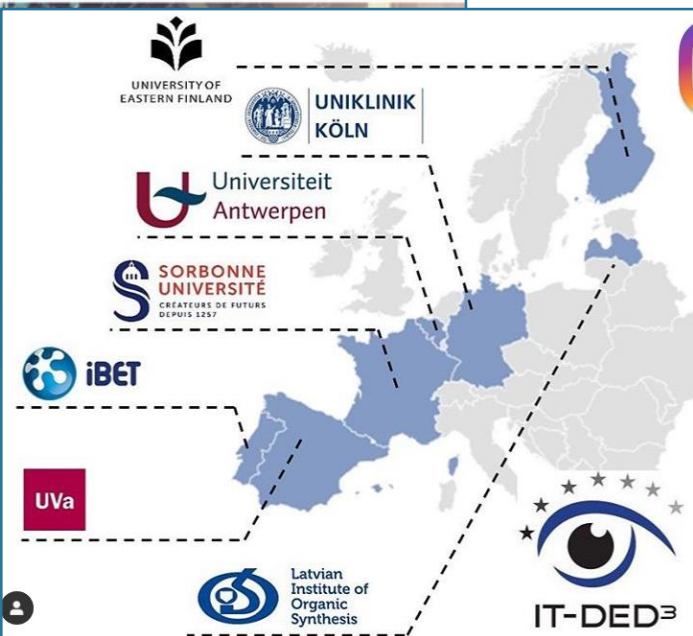 UNIVERSITY OF
EASTERN FINLAND
UNIKLINIK
KÖLN
Universiteit
Antwerpen
SORBONNE
UNIVERSITÉ
CRÉATEURS DE FUTURS
DEPUIS 1257
iBET
UVa
Latvian
Institute of
Organic
Synthesis
IT-DED³